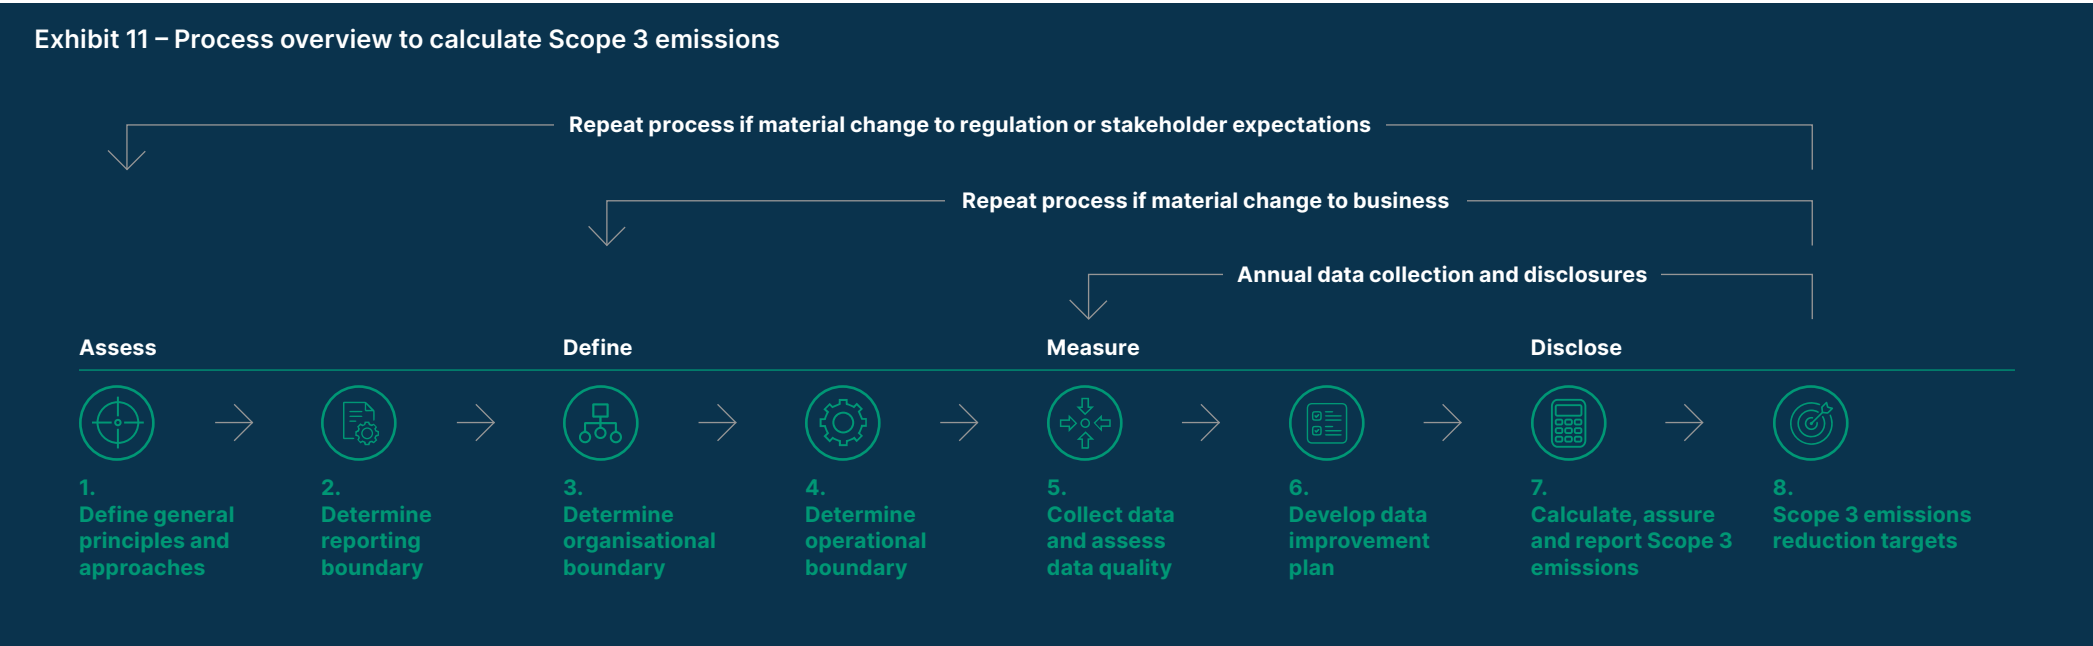 Exhibit 11 – Process overview to calculate Scope 3 emissions
Repeat process if material change to regulation or stakeholder expectations
Repeat process if material change to business
Annual data collection and disclosures
Assess
Define
Measure
Disclose
1.
Define general
principles and
approaches
2.
Determine
reporting
boundary
3.
Determine
organisational
boundary
4.
Determine
operational
boundary
5.
Collect data
and assess
data quality
6.
Develop data
improvement
plan
7.
Calculate, assure
and report Scope 3
emissions
8.
Scope 3 emissions
reduction targets